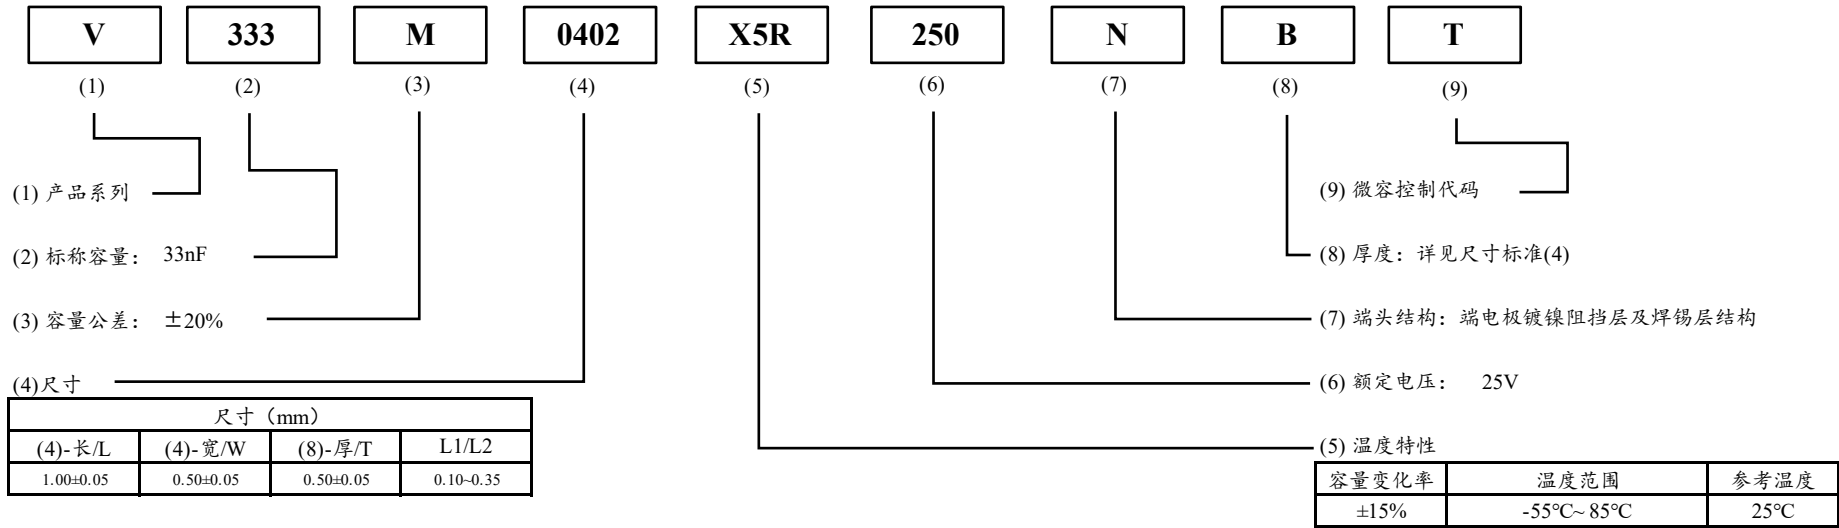 V 333 M 0402 X5R 250 N B T
(1) (2) (3) (4) (5) (6) (7) (8) (9)
(1) 产品系列
(9) 微容控制代码
(2) 标称容量： 33nF
(8) 厚度：详见尺寸标准(4)
(3) 容量公差： ±20%
(7) 端头结构：端电极镀镍阻挡层及焊锡层结构
(4)尺寸
(6) 额定电压： 25V
尺寸（mm）
(4)-长/L (4)-宽/W (8)-厚/T L1/L2
1.00±0.05 0.50±0.05 0.50±0.05 0.10~0.35
(5) 温度特性
容量变化率 温度范围 参考温度
±15% -55℃~ 85℃ 25℃